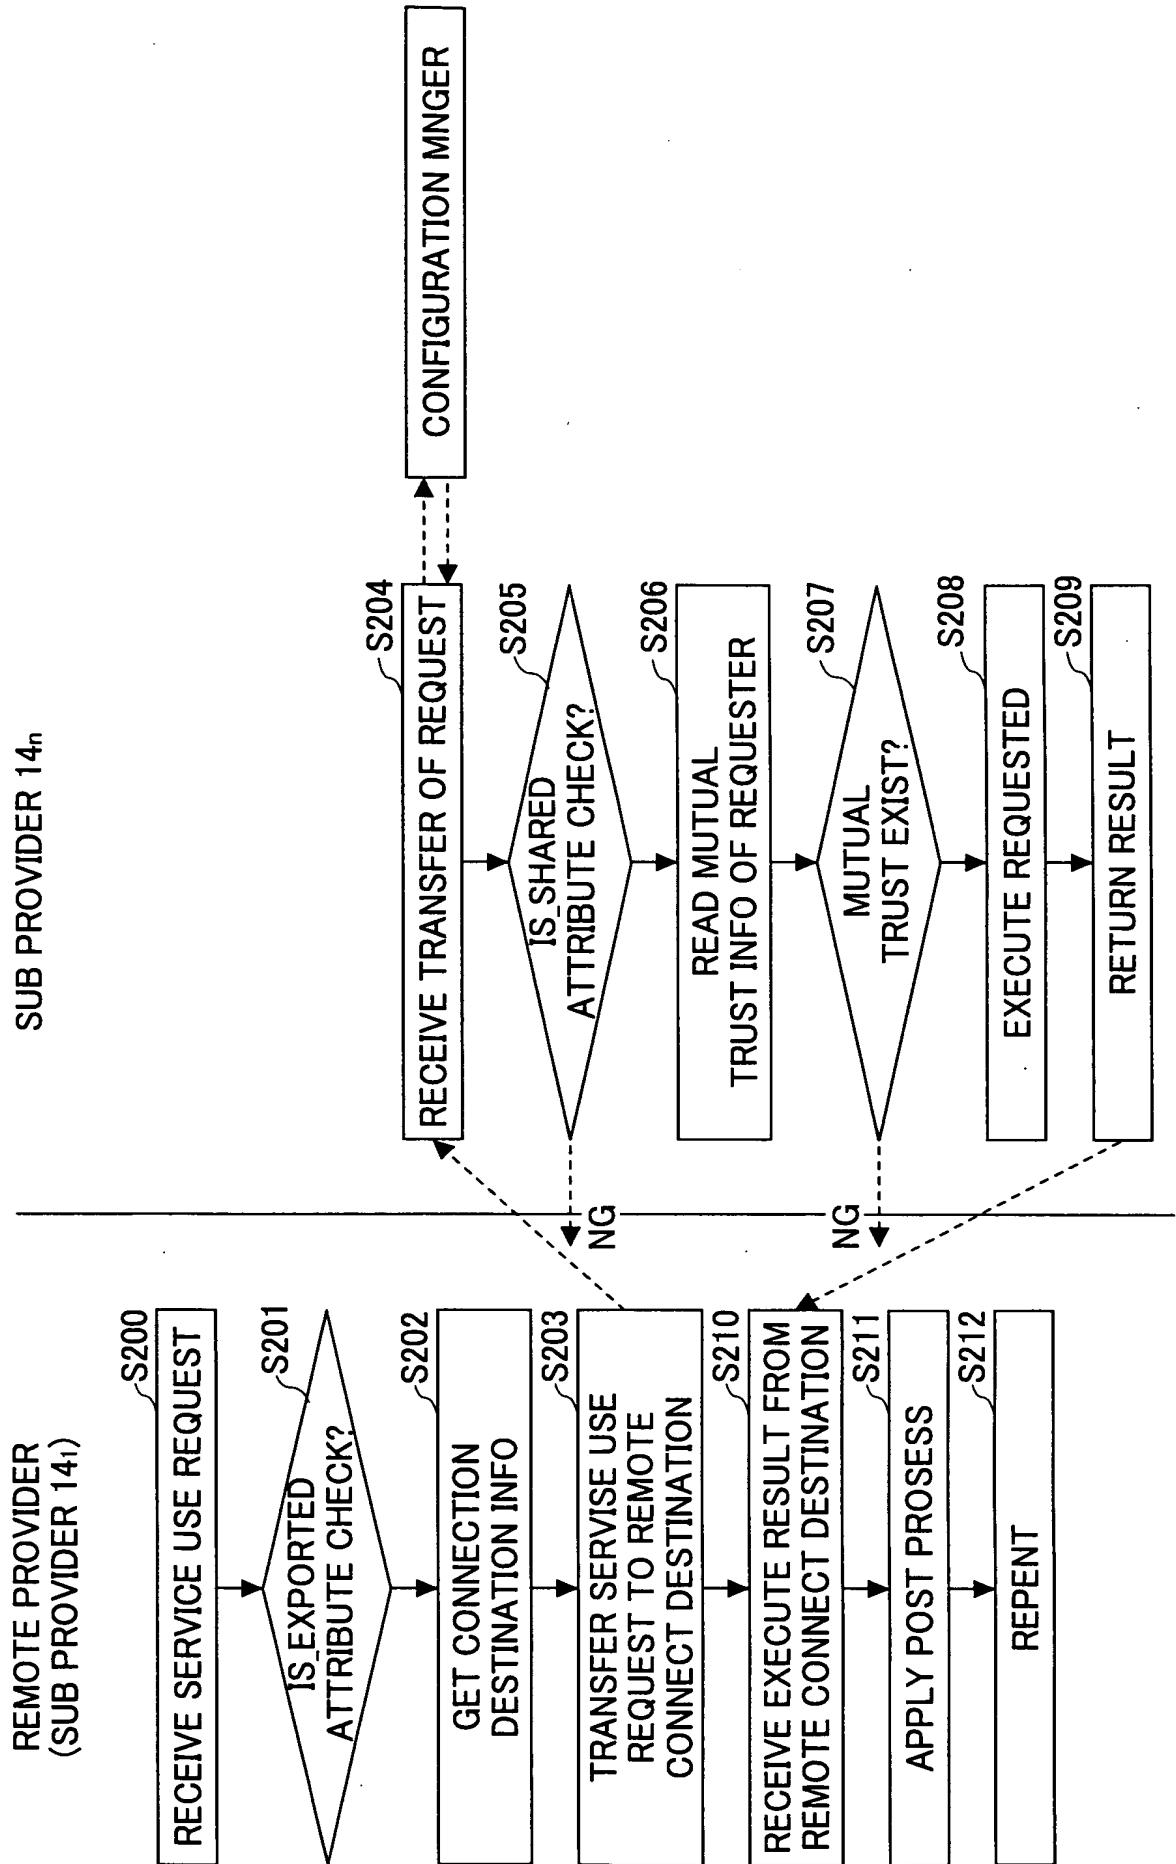 REMOTE PROVIDER
(SUB PROVIDER 141)
S200
RECEIVE SERVICE USE REQUEST
S201
IS_EXPORTED
ATTRIBUTE CHECK?
S202
GET CONNECTION
DESTINATION INFO
S203
TRANSFER SERVISE USE
REQUEST TO REMOTE
CONNECT DESTINATION
S210
RECEIVE EXECUTE RESULT FROM
REMOTE CONNECT DESTINATION
S211
APPLY POST PROSESS
S212
REPENT
SUB PROVIDER 14n
S204
RECEIVE TRANSFER OF REQUEST
S205
IS_SHARED
ATTRIBUTE CHECK?
NG
S206
READ MUTUAL
TRUST INFO OF REQUESTER
S207
MUTUAL
TRUST EXIST?
NG
S208
EXECUTE REQUESTED
S209
RETURN RESULT
CONFIGURATION MNGER